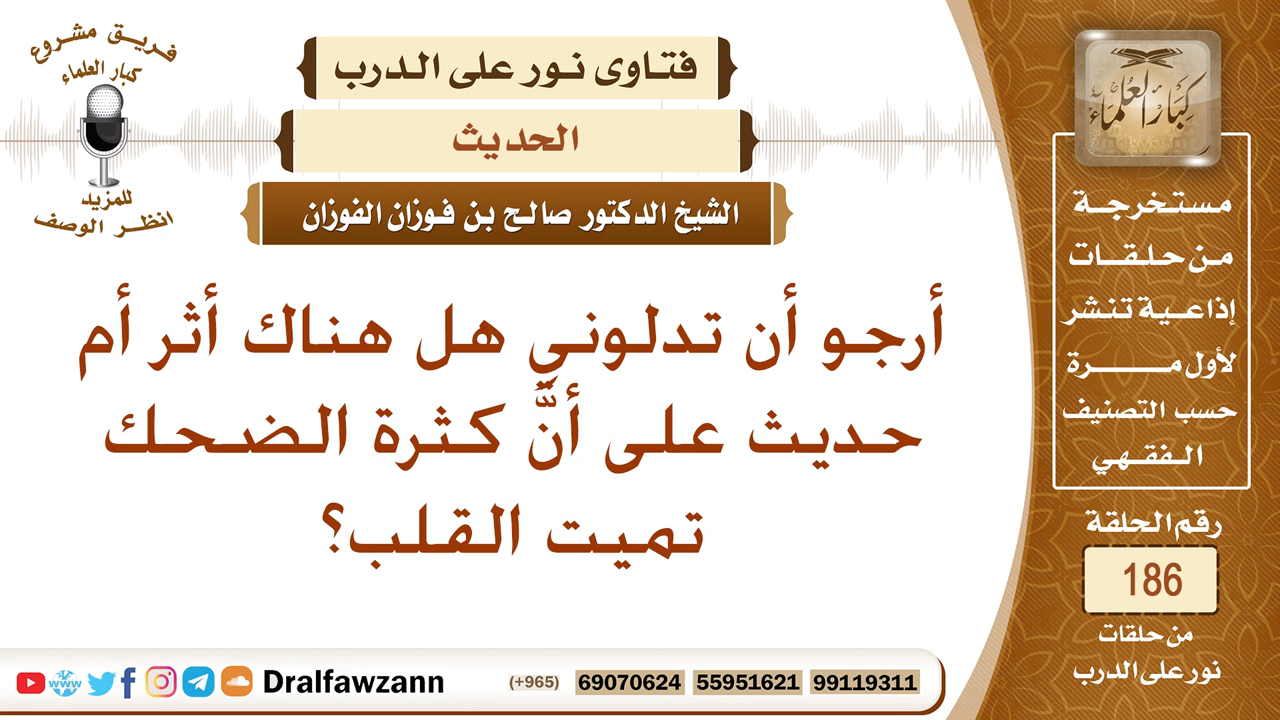 فريق مشروع
كبار العلماء
للمزيد
انظر الوصف
فتاوى نور على الدرب
الحديث
الشيخ الدكتور صالح بن فوزان الفوزان
أرجو أن تدلوني هل هناك أثر أم
حديث على أنَّ كثرة الضحك
تميت القلب؟
كبار العلماء
مستخرجة
من حلقات
إذاعية تنشر
لأول مرة
حسب التصنيف
الفقهي
رقم الحلقة
186
من حلقات
نور على الدرب
www
Dralfawzann
(+965) 69070624 55951621 99119311